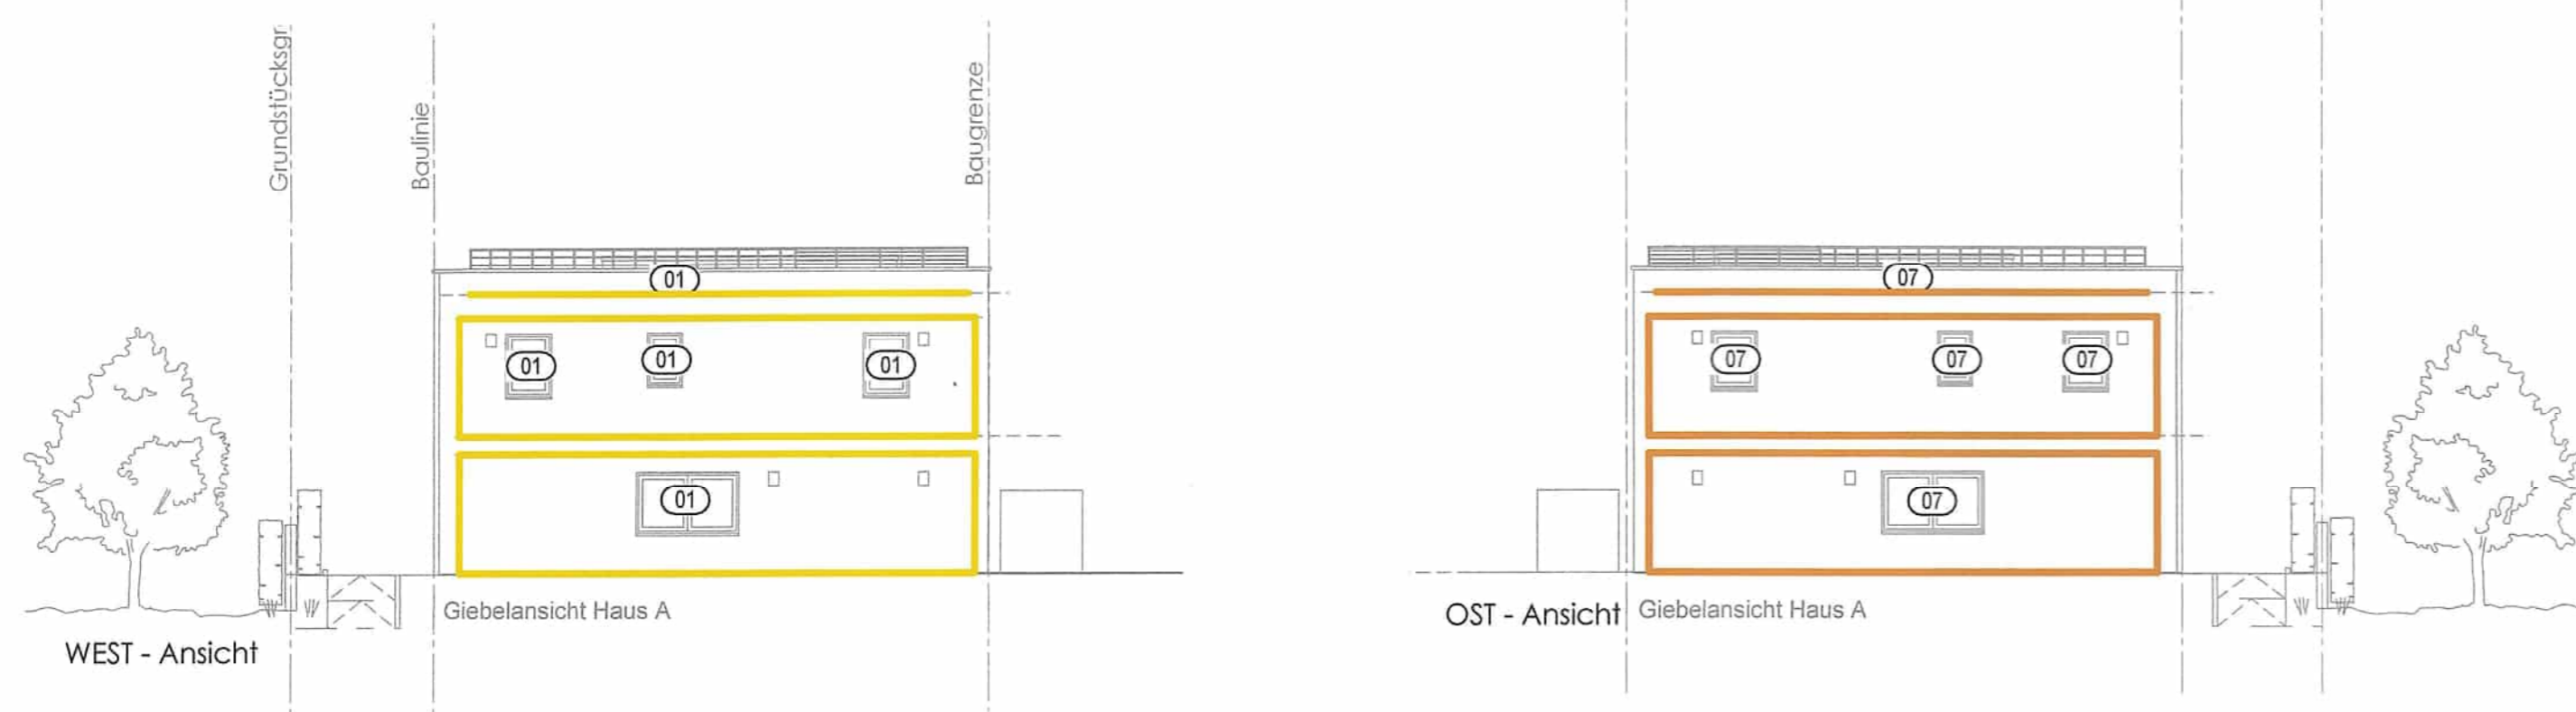 Grundstücksgr
Baulinie
Baugrenze
01
01
01
01
01
Giebelansicht Haus A
WEST - Ansicht
07
07
07
07
07
OST - Ansicht
Giebelansicht Haus A